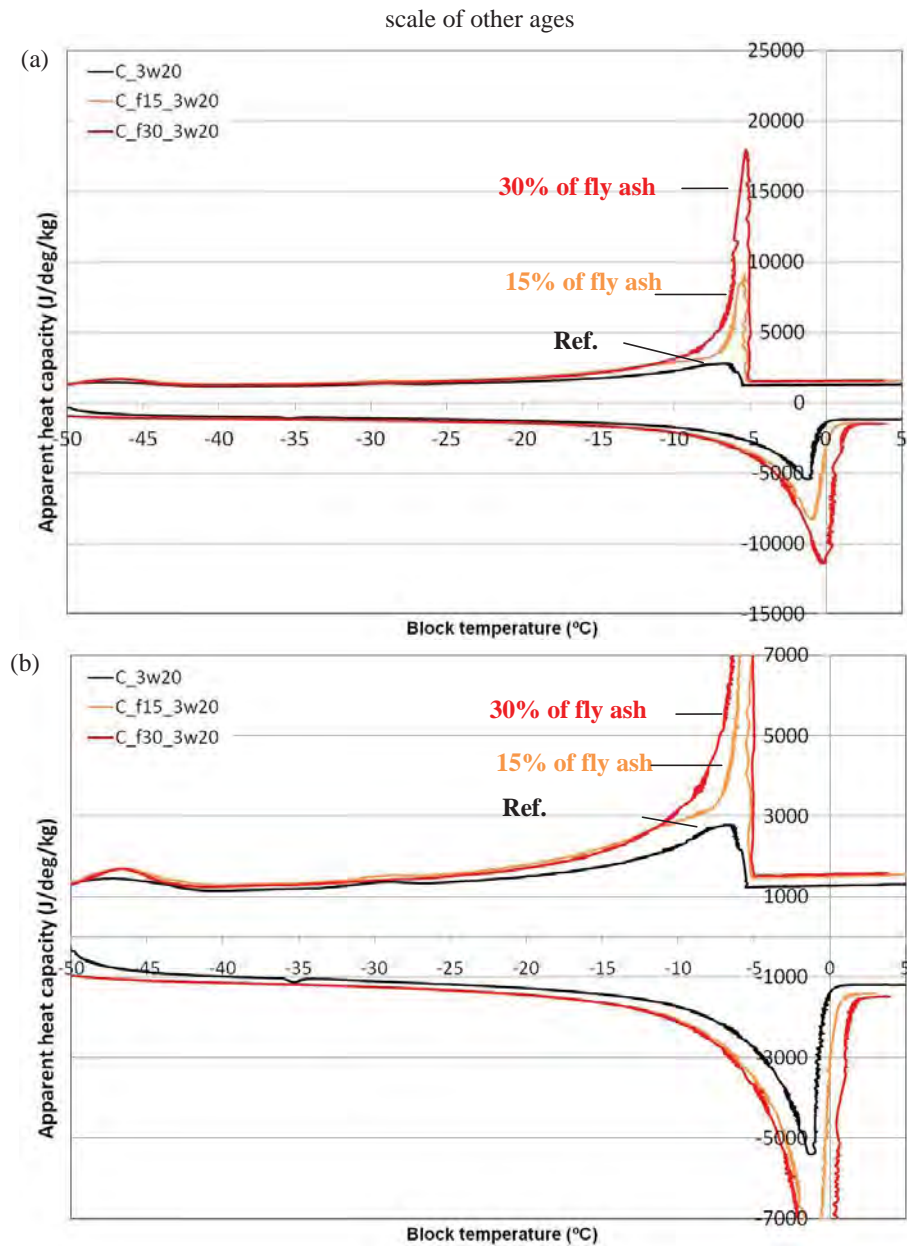 scale of other ages
(a)
25000
C_3w20
C_f15_3w20
C_f30_3w20
20000
30% of fly ash
15000
10000
15% of fly ash
Ref.
5000
0
-50 -45 -40 -35 -30 -25 -20 -15 -10 -5 0 5
-5000
-10000
-15000
Apparent heat capacity (J/deg/kg)
Block temperature (ºC)
(b)
7000
C_3w20
C_f15_3w20
C_f30_3w20
30% of fly ash
5000
15% of fly ash
Ref.
3000
1000
-50 -45 -40 -35 -30 -25 -20 -15 -10 -5 0 5
-1000
-3000
-5000
-7000
Apparent heat capacity (J/deg/kg)
Block temperature (ºC)